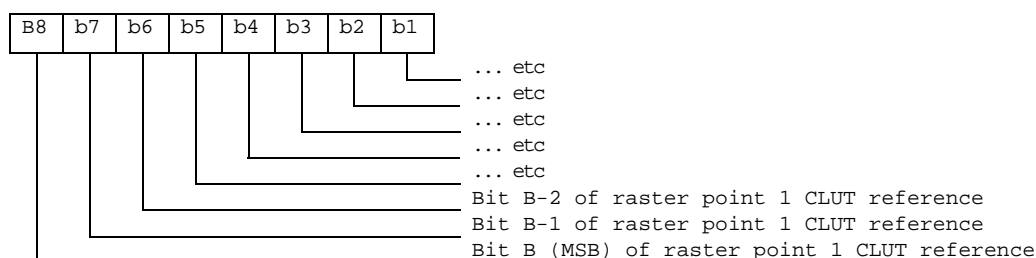 B8 b7 b6 b5 b4 b3 b2 b1
... etc
... etc
... etc
... etc
... etc
Bit B-2 of raster point 1 CLUT reference
Bit B-1 of raster point 1 CLUT reference
Bit B (MSB) of raster point 1 CLUT reference